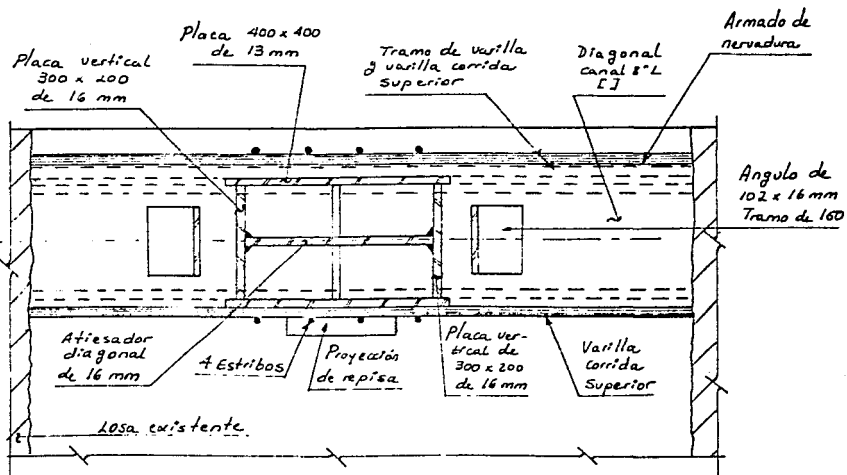 Placa vertical
300 x 200
de 16 mm
Placa 400 x 400
de 13 mm
Tramo de varilla
y varilla corrida
superior
Diagonal
canal 8" L
[ ]
Armado de
nervadura
Angulo de
102 x 16 mm
Tramo de 160
Atiesador
diagonal
de 16 mm
4 Estribos
Proyección
de repisa
Placa ver-
tical de
300 x 200
de 16 mm
Varilla
corrida
superior
Losa existente